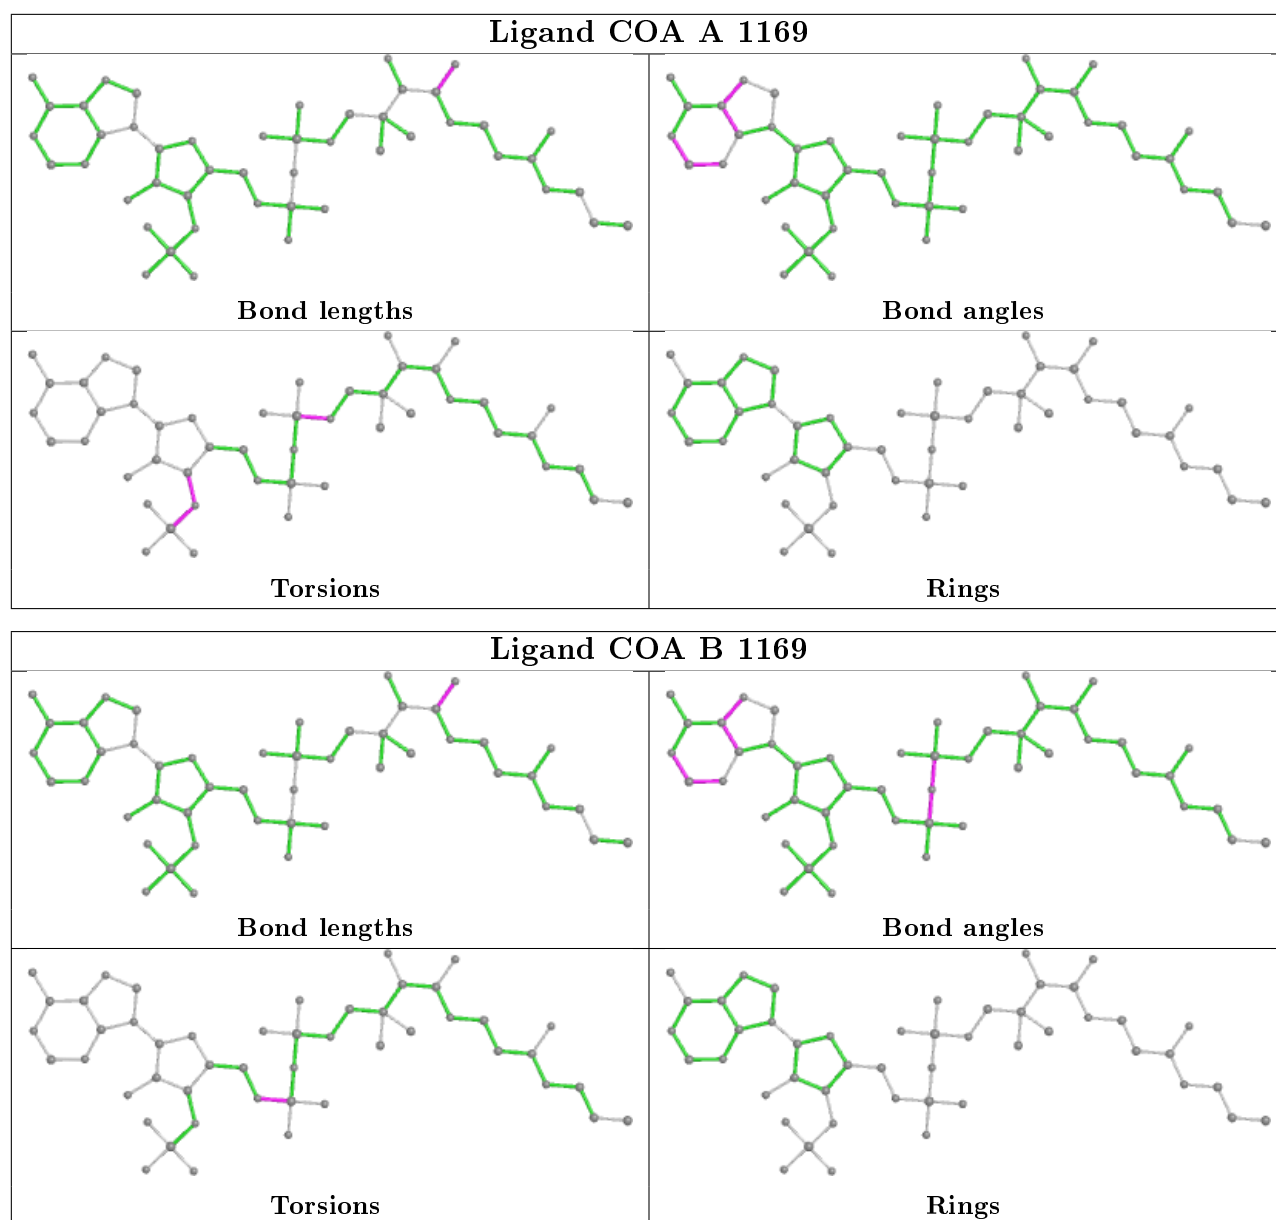 Ligand COA A 1169
Bond lengths
Bond angles
Torsions
Rings
Ligand COA B 1169
Bond lengths
Bond angles
Torsions
Rings